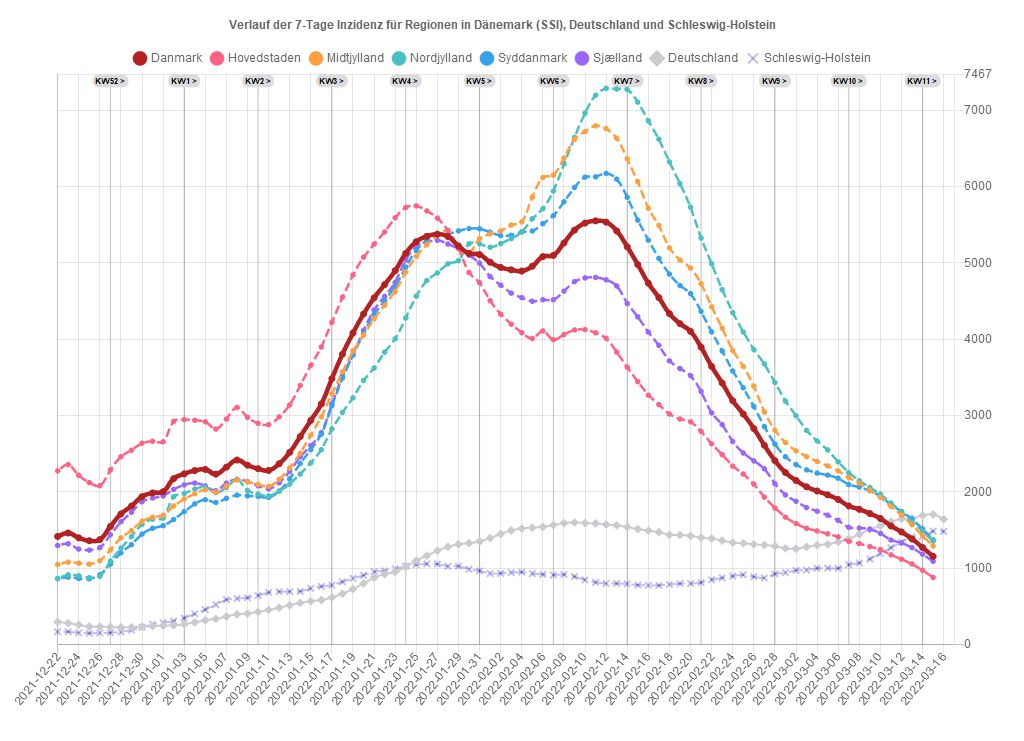 Verlauf der 7-Tage Inzidenz für Regionen in Dänemark (SSI), Deutschland und Schleswig-Holstein
Danmark Hovedstaden Midtjylland Nordjylland Syddanmark Sjælland Deutschland Schleswig-Holstein
KW52 > KW1 > KW2 > KW3 > KW4 > KW5 > KW6 > KW7 > KW8 > KW9 > KW10 > KW11 >
7467
7000
6000
5000
4000
3000
2000
1000
0
2021-12-22 2021-12-24 2021-12-26 2021-12-28 2021-12-30 2022-01-01 2022-01-03 2022-01-05 2022-01-07 2022-01-09 2022-01-11 2022-01-13 2022-01-15 2022-01-17 2022-01-19 2022-01-21 2022-01-23 2022-01-25 2022-01-27 2022-01-29 2022-01-31 2022-02-02 2022-02-04 2022-02-06 2022-02-08 2022-02-10 2022-02-12 2022-02-14 2022-02-16 2022-02-18 2022-02-20 2022-02-22 2022-02-24 2022-02-26 2022-02-28 2022-03-02 2022-03-04 2022-03-06 2022-03-08 2022-03-10 2022-03-12 2022-03-14 2022-03-16